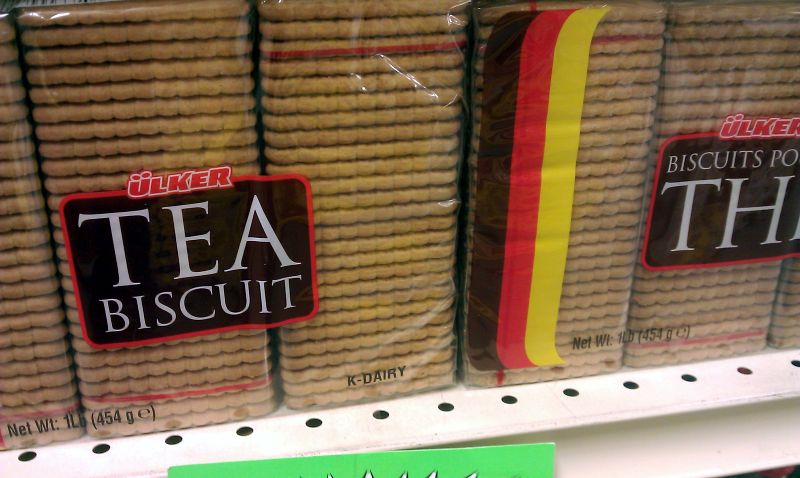 ÜLKER
TEA
BISCUIT
K-DAIRY
Net Wt: 1Lb (454 g ℮)
ÜLKER
BISCUITS PO
TH
Net Wt: 1Lb (454 g ℮)